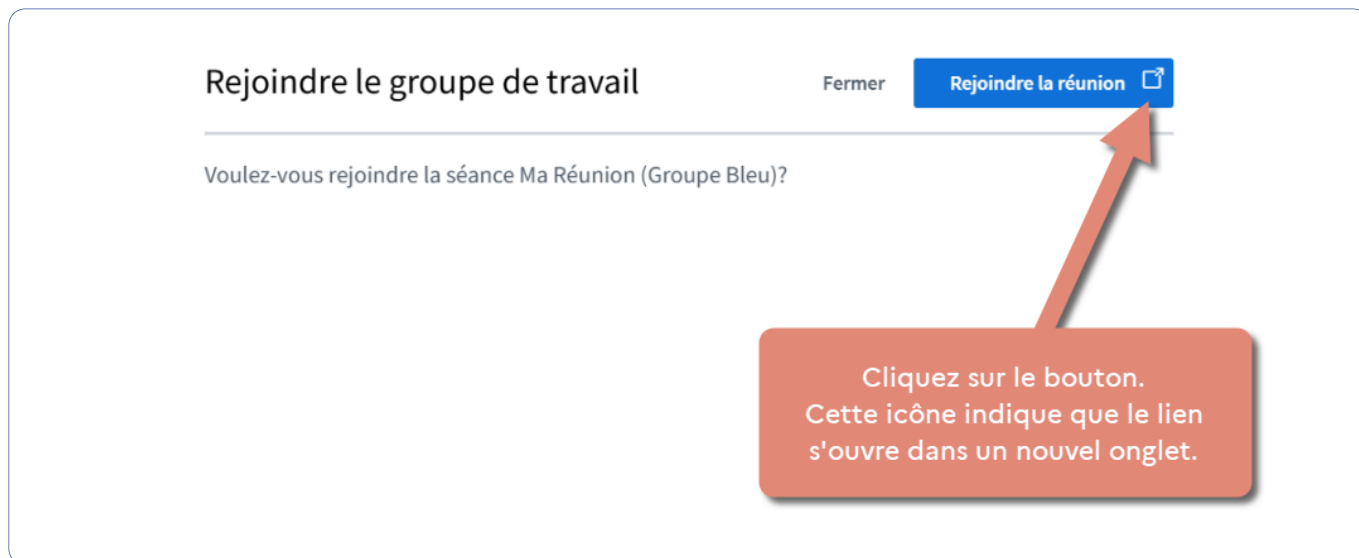 Rejoindre le groupe de travail
Fermer
Rejoindre la réunion
Voulez-vous rejoindre la séance Ma Réunion (Groupe Bleu)?
Cliquez sur le bouton.
Cette icône indique que le lien
s'ouvre dans un nouvel onglet.